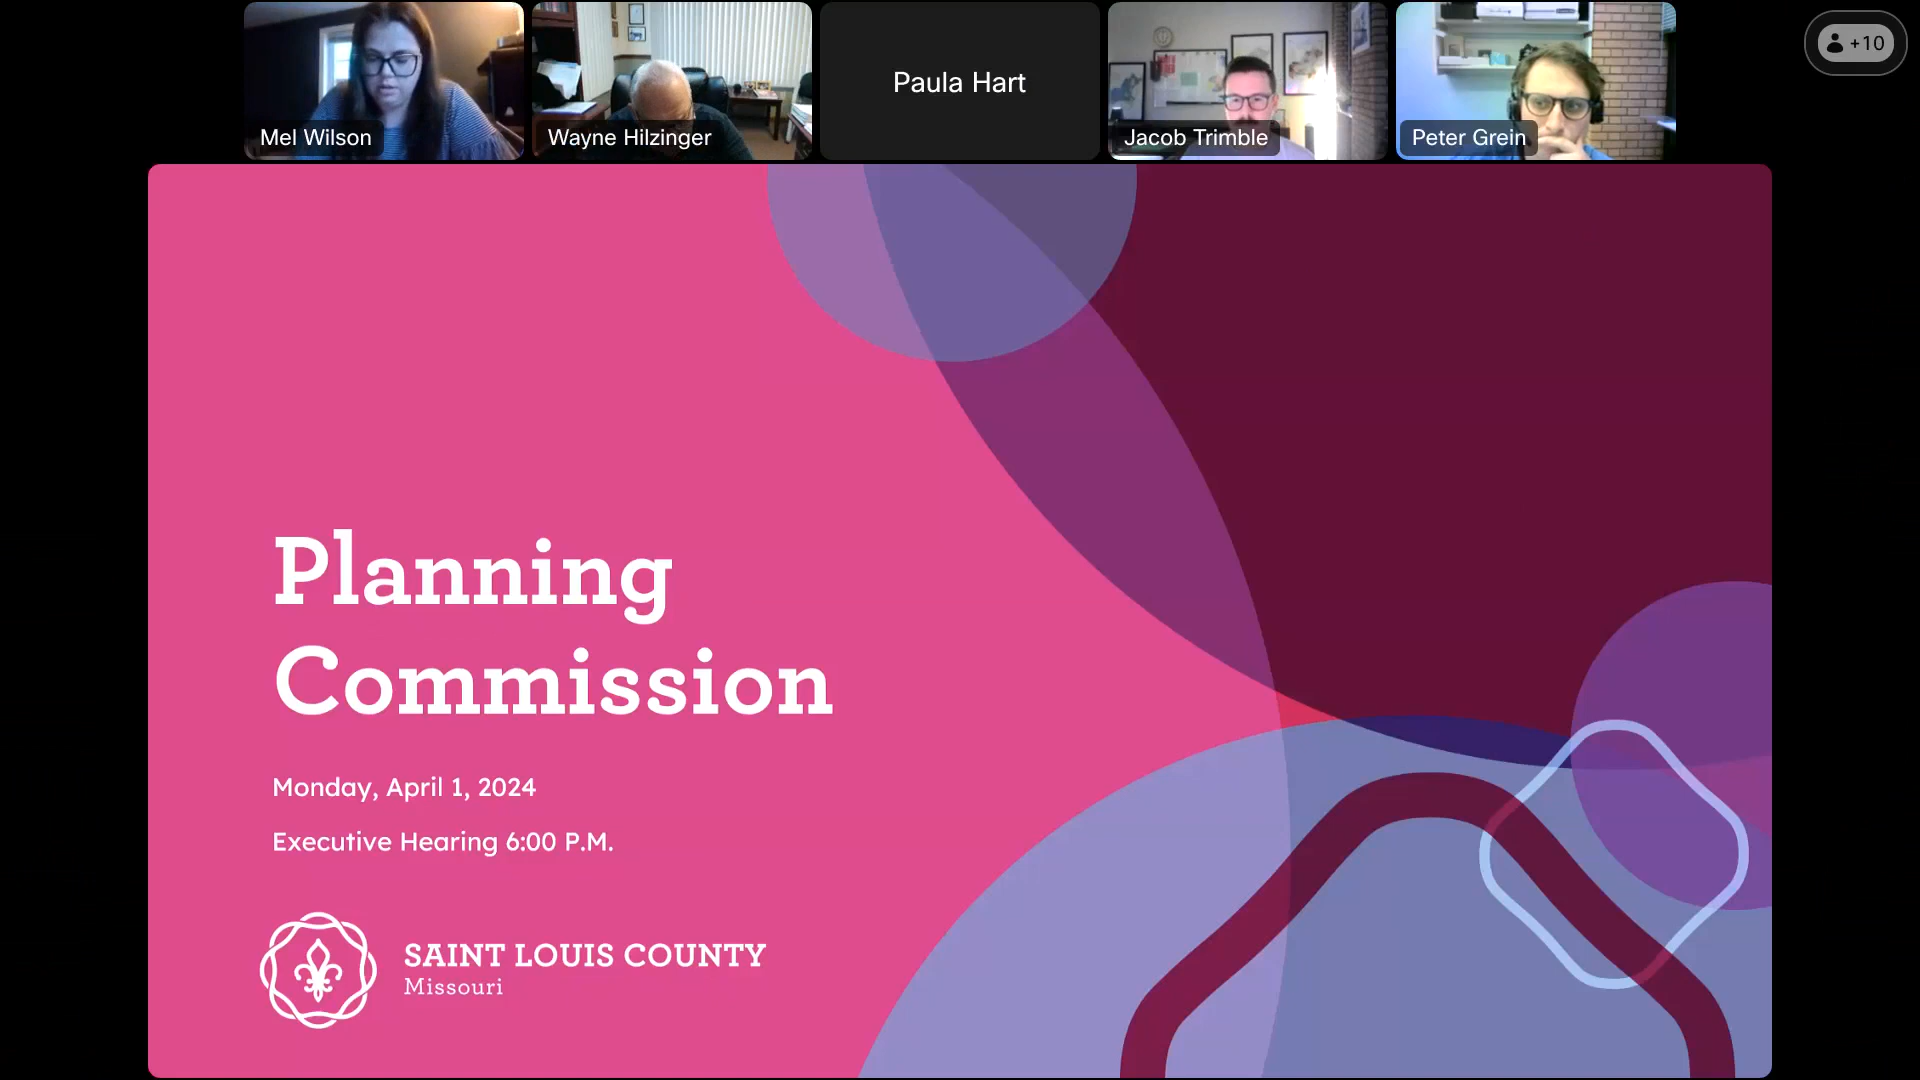 Mel Wilson
Wayne Hilzinger
Paula Hart
Jacob Trimble
Peter Grein
+10
Planning
Commission
Monday, April 1, 2024
Executive Hearing 6:00 P.M.
SAINT LOUIS COUNTY
Missouri